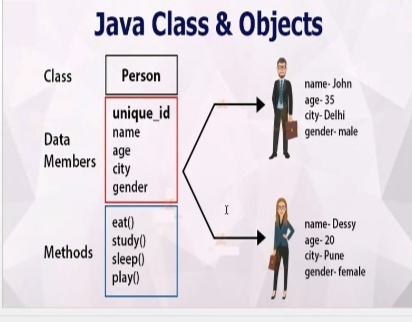 Java Class & Objects
Class
Person
Data
Members
unique_id
name
age
city
gender
Methods
eat()
study()
sleep()
play()
name- John
age- 35
city- Delhi
gender- male
name- Dessy
age- 20
city- Pune
gender- female